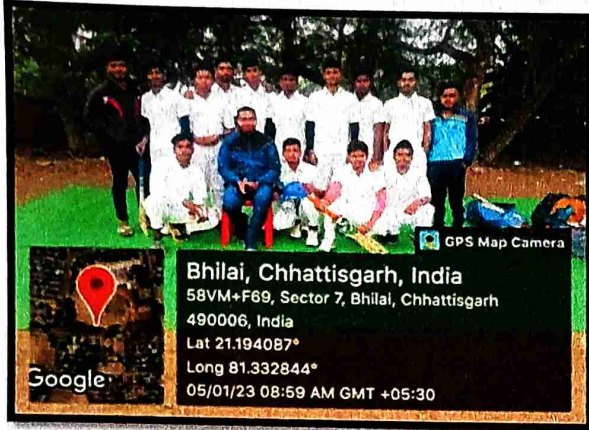 GPS Map Camera
Bhilai, Chhattisgarh, India
58VM+F69, Sector 7, Bhilai, Chhattisgarh
490006, India
Lat 21.194087°
Long 81.332844°
05/01/23 08:59 AM GMT +05:30
Google